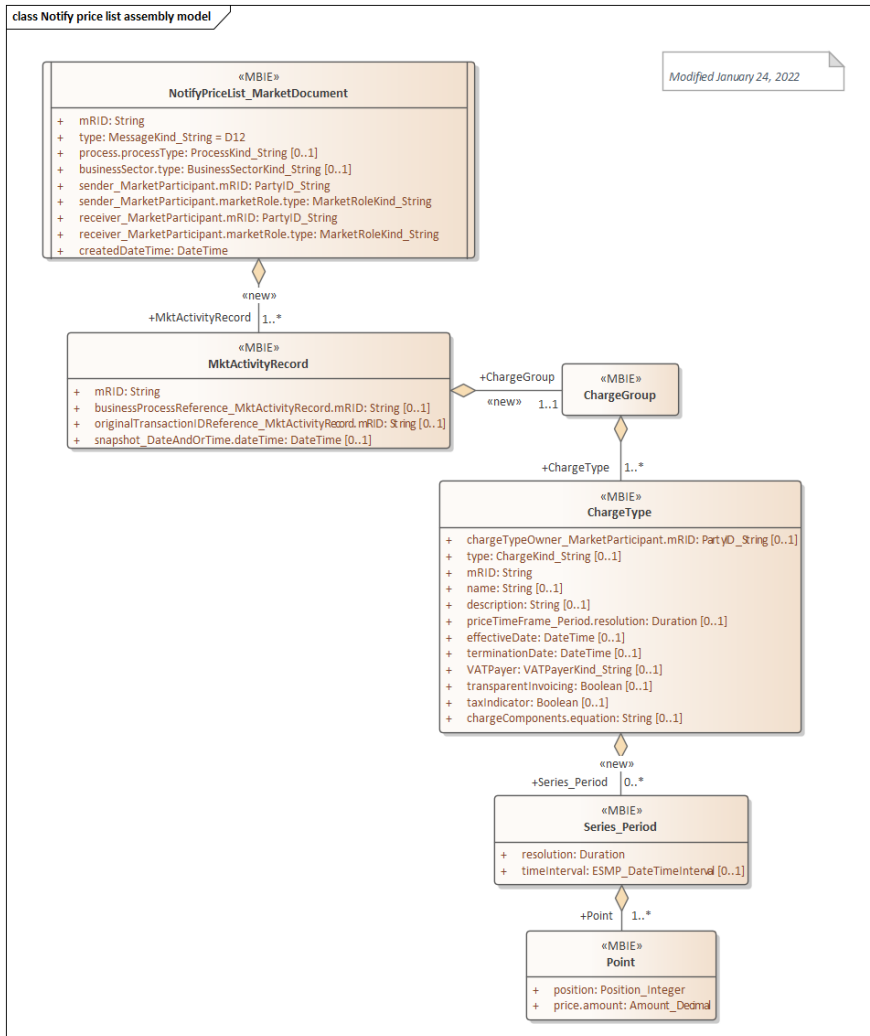 class Notify price list assembly model
Modified January 24, 2022
«MBIE»
NotifyPriceList_MarketDocument
+ mRID: String
+ type: MessageKind_String = D12
+ process.processType: ProcessKind_String [0..1]
+ businessSector.type: BusinessSectorKind_String [0..1]
+ sender_MarketParticipant.mRID: PartyID_String
+ sender_MarketParticipant.marketRole.type: MarketRoleKind_String
+ receiver_MarketParticipant.mRID: PartyID_String
+ receiver_MarketParticipant.marketRole.type: MarketRoleKind_String
+ createdDateTime: DateTime
«new»
+MktActivityRecord 1..*
«MBIE»
MktActivityRecord
+ mRID: String
+ businessProcessReference_MktActivityRecord.mRID: String [0..1]
+ originalTransactionIDReference_MktActivityRecord.mRID: String [0..1]
+ snapshot_DateAndOrTime.dateTime: DateTime [0..1]
+ChargeGroup
«new» 1..1
«MBIE»
ChargeGroup
+ChargeType 1..*
«MBIE»
ChargeType
+ chargeTypeOwner_MarketParticipant.mRID: PartyID_String [0..1]
+ type: ChargeKind_String [0..1]
+ mRID: String
+ name: String [0..1]
+ description: String [0..1]
+ priceTimeFrame_Period.resolution: Duration [0..1]
+ effectiveDate: DateTime [0..1]
+ terminationDate: DateTime [0..1]
+ VATPayer: VATPayerKind_String [0..1]
+ transparentInvoicing: Boolean [0..1]
+ taxIndicator: Boolean [0..1]
+ chargeComponents.equation: String [0..1]
«new»
+Series_Period 0..*
«MBIE»
Series_Period
+ resolution: Duration
+ timeInterval: ESMP_DateTimeInterval [0..1]
+Point 1..*
«MBIE»
Point
+ position: Position_Integer
+ price.amount: Amount_Decimal